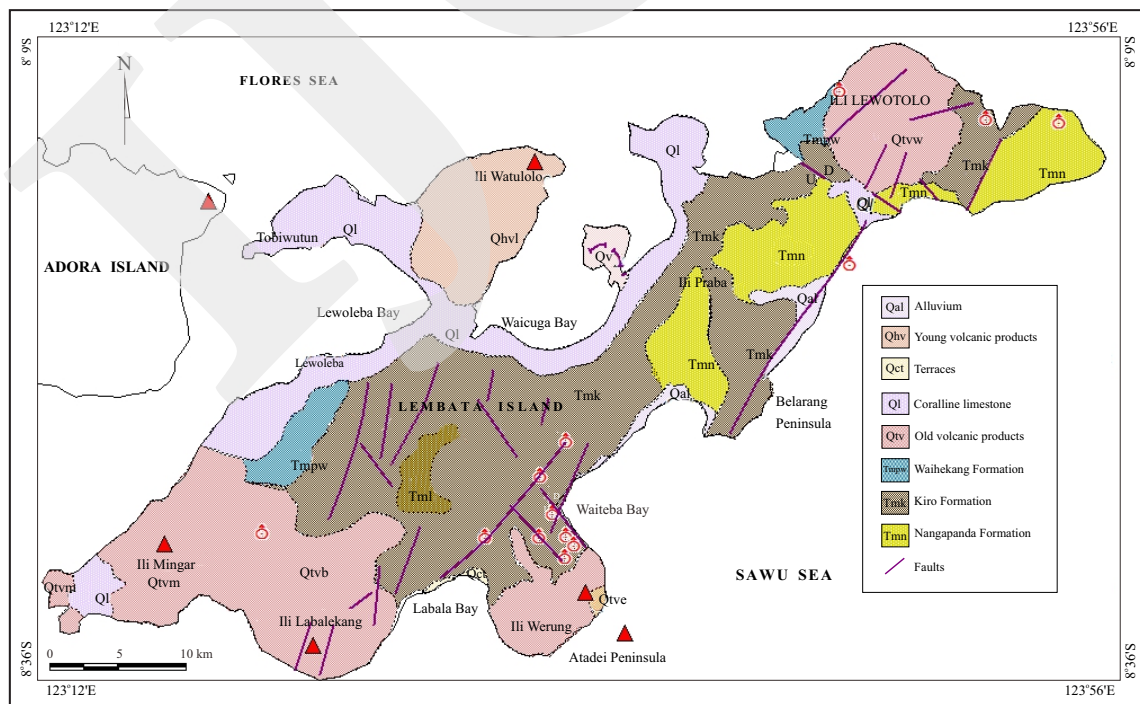 123°12'E
123°56'E
8° 9'S
8° 9'S
N
FLORES SEA
ILI LEWOTOLO
Ql
Tmpw
Qtvw
Ili Watulolo
Tmk
Tmn
D
U
Tobiwutun
Ql
Qhvl
Tmn
Ql
Tmk
Qv
Tmn
ADORA ISLAND
Ili Praba
Qal
Lewoleba Bay
Waicuga Bay
Ql
Lewoleba
Tmn
Tmk
Qal
LEMBATA ISLAND
Tmk
Belarang
Peninsula
Tmpw
Tml
Waiteba Bay
Ili Mingar
Qtvm
Qtvb
Qct
SAWU SEA
Qtvm
Ql
Labala Bay
Qtve
Ili Labalekang
Ili Werung
Atadei Peninsula
0 5 10 km
8° 36'S
8° 36'S
123°12'E
123°56'E
Qal Alluvium
Qhv Young volcanic products
Qct Terraces
Ql Coralline limestone
Qtv Old volcanic products
Tmpw Waihekang Formation
Tmk Kiro Formation
Tmn Nangapanda Formation
Faults